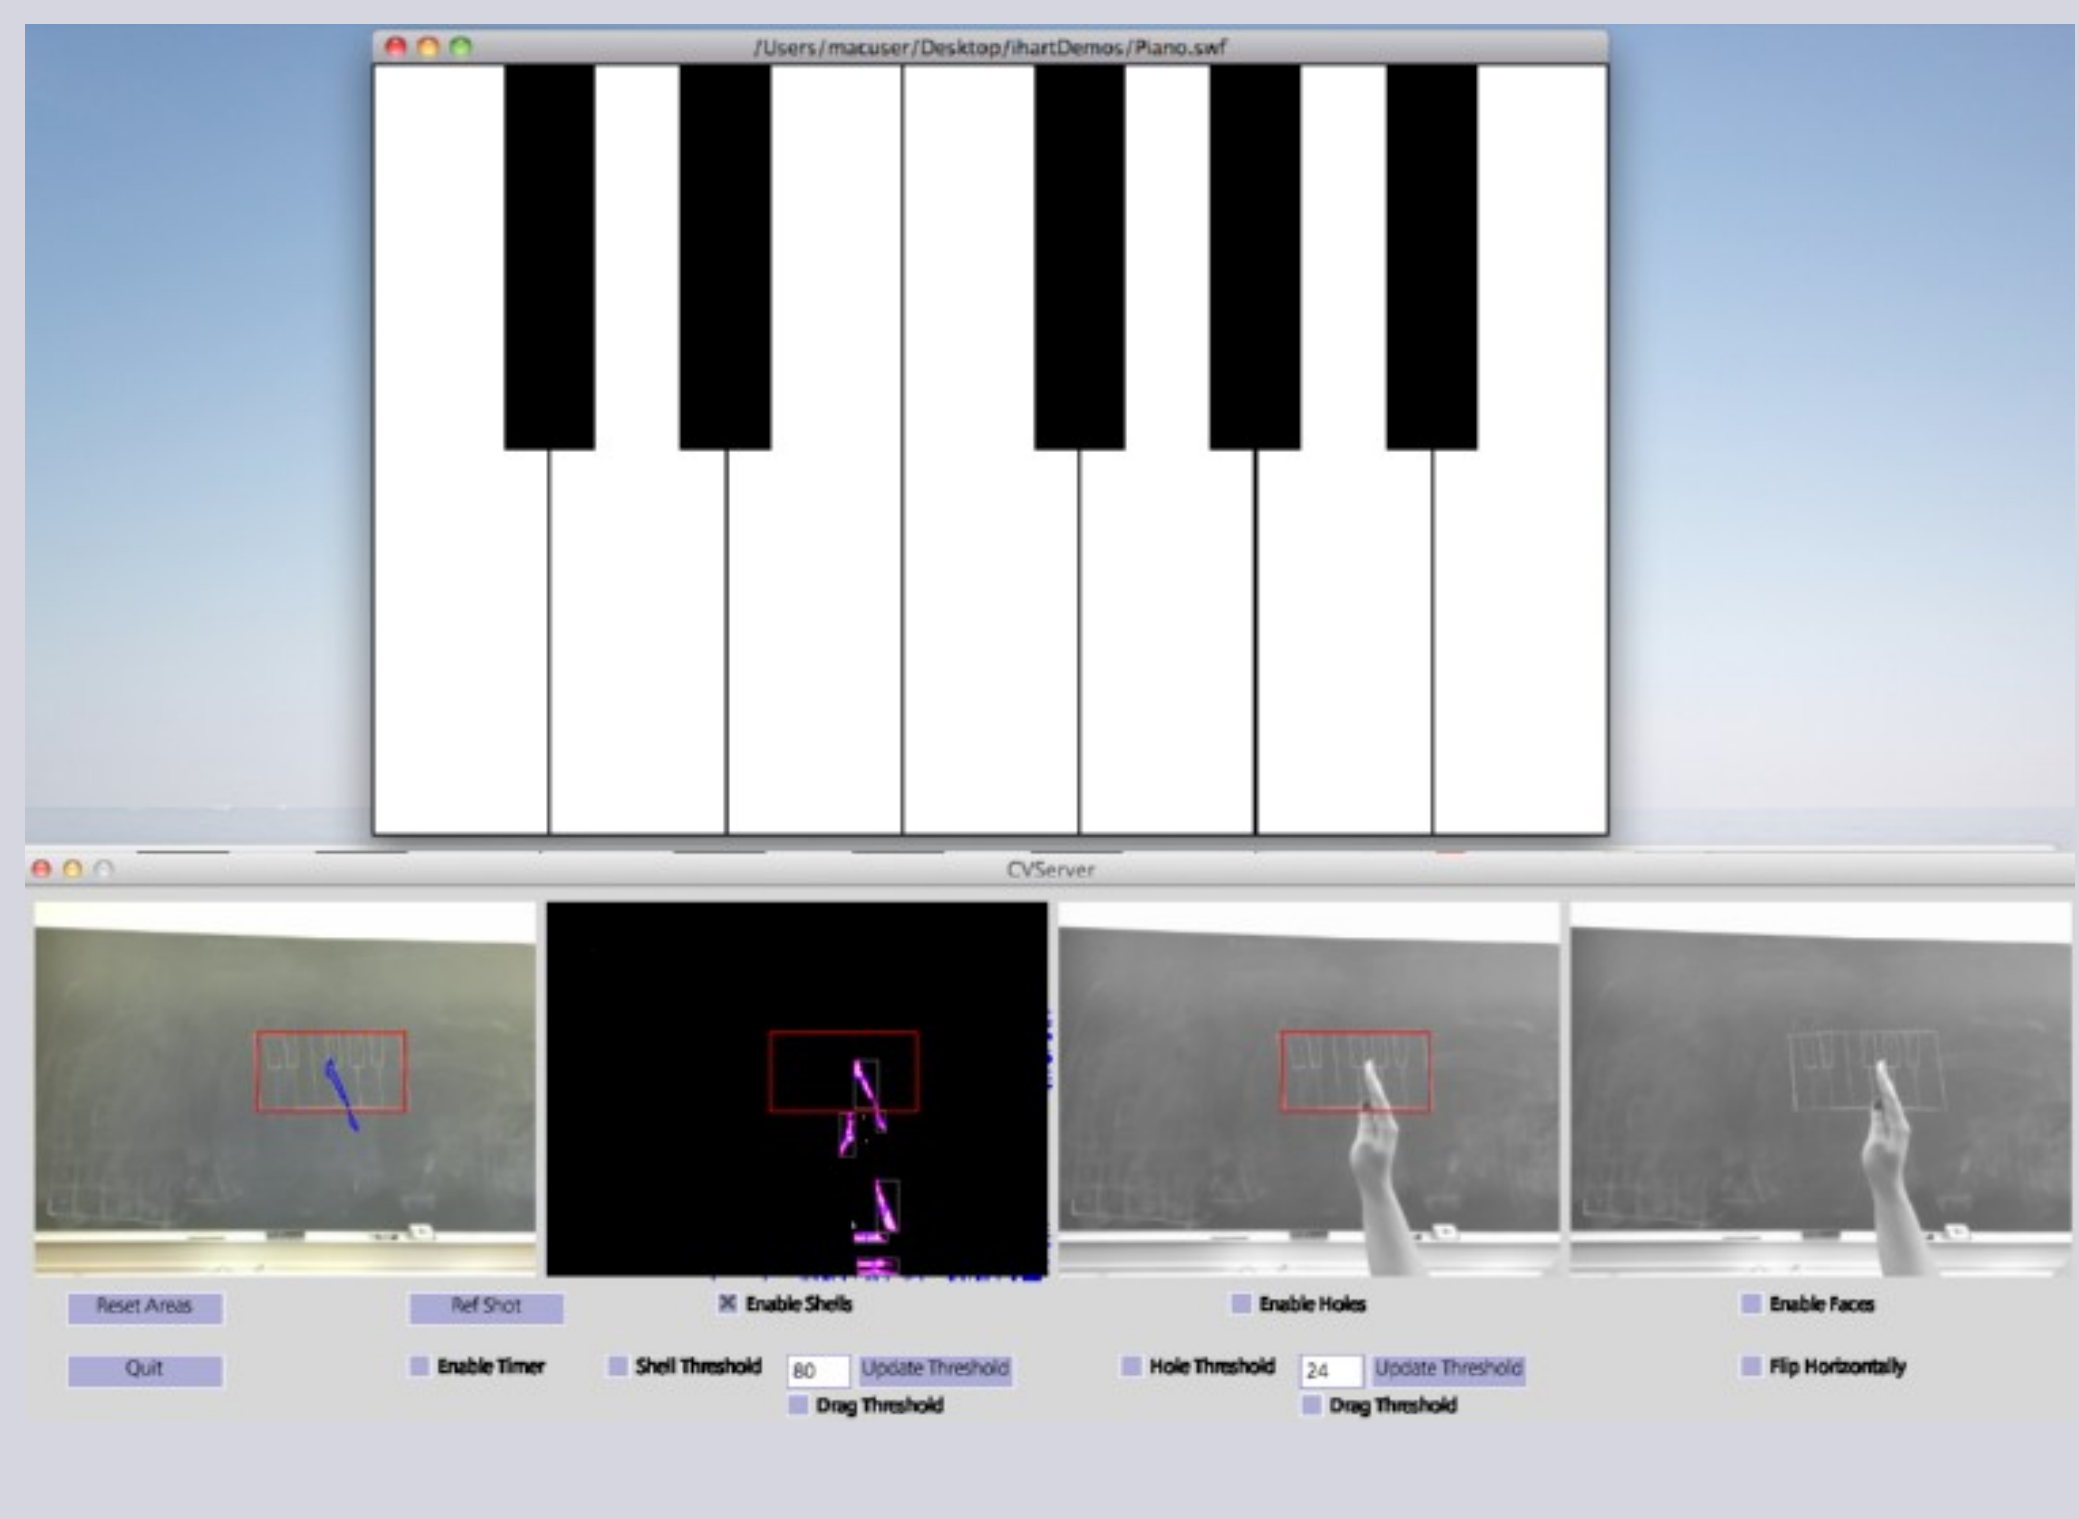 /Users/macuser/Desktop/ihartDemos/Piano.swf
CVServer
Reset Areas
Ref Shot
Enable Shells
Enable Holes
Enable Faces
Quit
Enable Timer
Shell Threshold
80
Update Threshold
Hole Threshold
24
Update Threshold
Flip Horizontally
Drag Threshold
Drag Threshold